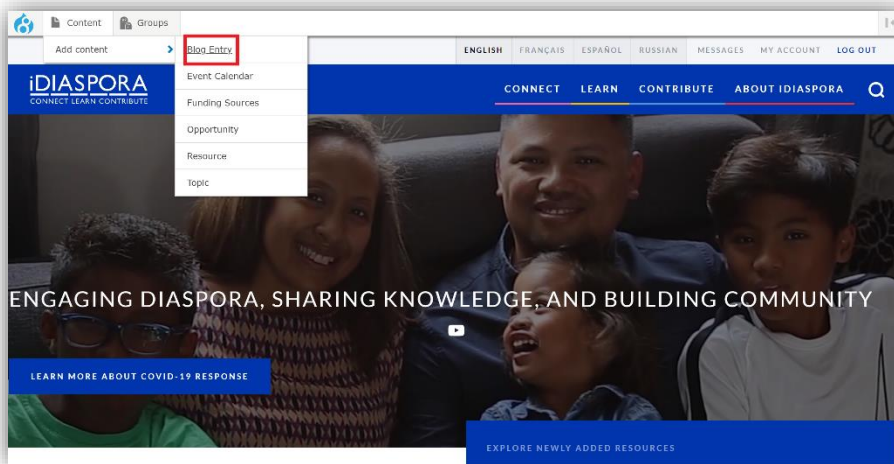 Content Groups
Add content
Blog Entry
Event Calendar
Funding Sources
Opportunity
Resource
Topic
ENGLISH FRANÇAIS ESPAÑOL RUSSIAN MESSAGES MY ACCOUNT LOG OUT
iDIASPORA
CONNECT LEARN CONTRIBUTE
CONNECT LEARN CONTRIBUTE ABOUT IDIASPORA
ENGAGING DIASPORA, SHARING KNOWLEDGE, AND BUILDING COMMUNITY
LEARN MORE ABOUT COVID-19 RESPONSE
EXPLORE NEWLY ADDED RESOURCES